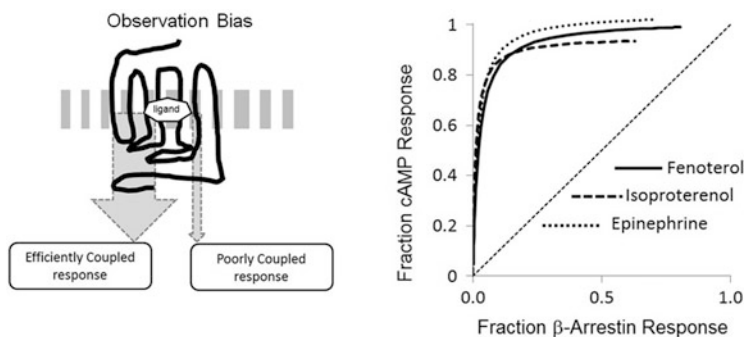 Observation Bias
ligand
Efficiently Coupled
response
Poorly Coupled
response
Fraction cAMP Response
1
0.8
0.6
0.4
0.2
0
Fenoterol
Isoproterenol
Epinephrine
0.0
0.5
1.0
Fraction β-Arrestin Response